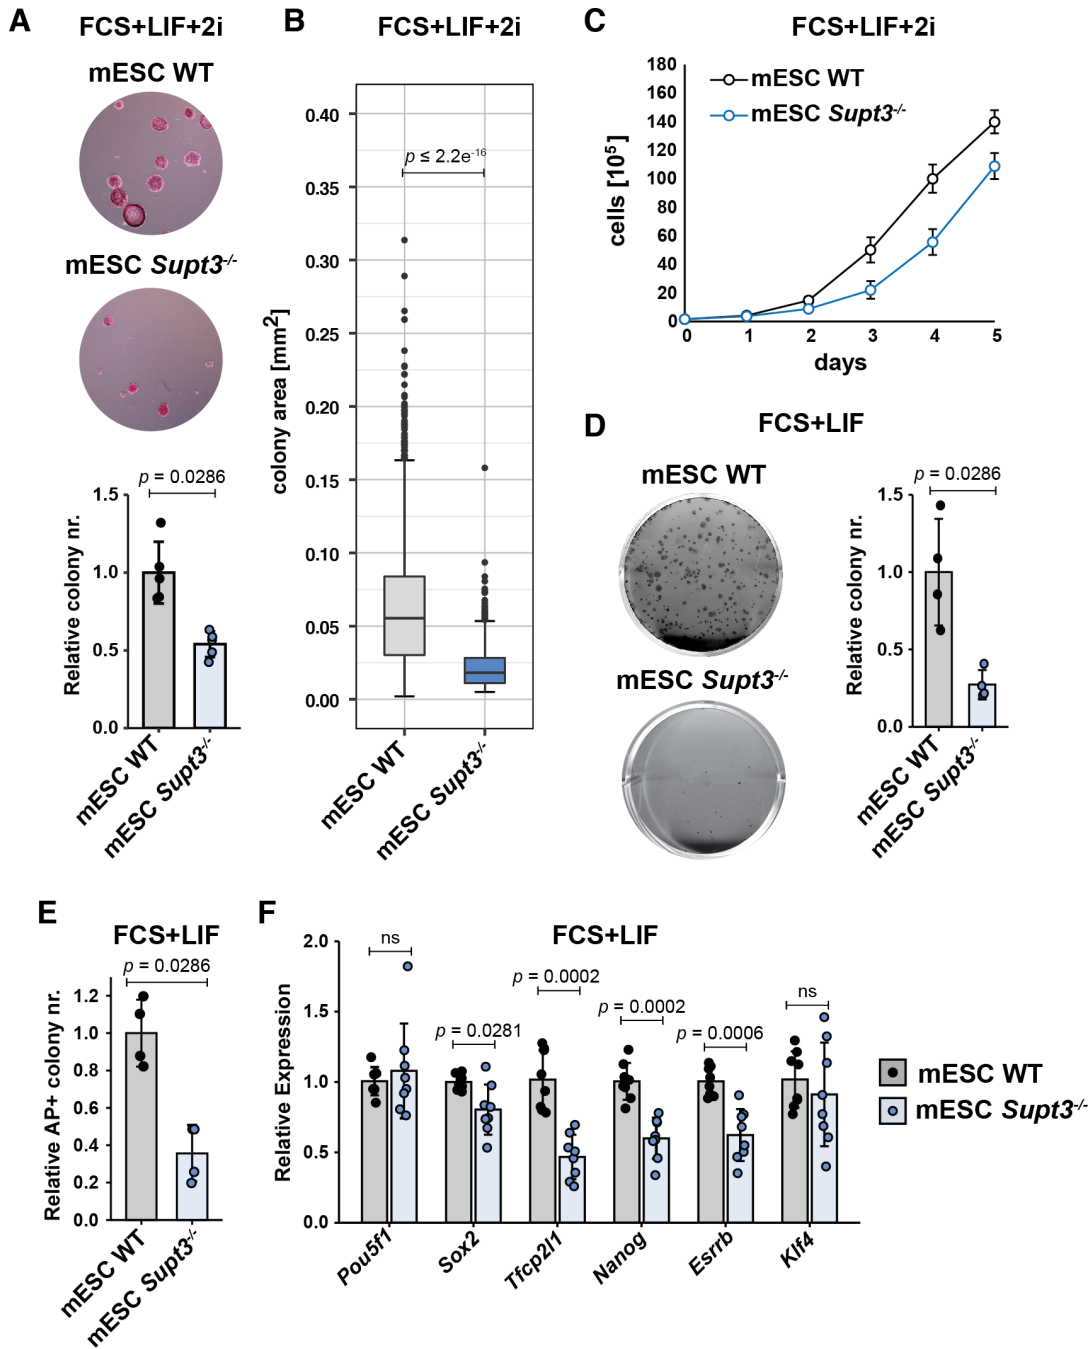 A
FCS+LIF+2i
mESC WT
mESC Supt3-/-
p = 0.0286
Relative colony nr.
1.5
1.0
0.5
0.0
mESC WT
mESC Supt3-/-
B
FCS+LIF+2i
p ≤ 2.2e-16
colony area [mm2]
0.40
0.35
0.30
0.25
0.20
0.15
0.10
0.05
0.00
mESC WT
mESC Supt3-/-
C
FCS+LIF+2i
mESC WT
mESC Supt3-/-
cells [105]
180
160
140
120
100
80
60
40
20
0
0 1 2 3 4 5
days
D
FCS+LIF
mESC WT
mESC Supt3-/-
p = 0.0286
Relative colony nr.
1.5
1.0
0.5
0.0
mESC WT
mESC Supt3-/-
E
FCS+LIF
p = 0.0286
Relative AP+ colony nr.
1.2
1.0
0.8
0.6
0.4
0.2
0.0
mESC WT
mESC Supt3-/-
F
FCS+LIF
Relative Expression
2.0
1.5
1.0
0.5
0.0
ns
p = 0.0281
p = 0.0002
p = 0.0002
p = 0.0006
ns
Pou5f1
Sox2
Tfcp2l1
Nanog
Esrrb
Klf4
mESC WT
mESC Supt3-/-